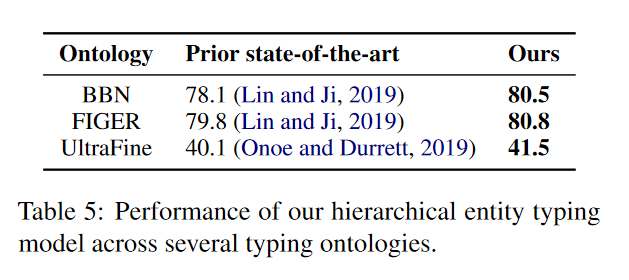 Ontology Prior state-of-the-art Ours
BBN 78.1 (Lin and Ji, 2019) 80.5
FIGER 79.8 (Lin and Ji, 2019) 80.8
UltraFine 40.1 (Onoe and Durrett, 2019) 41.5
Table 5: Performance of our hierarchical entity typing
model across several typing ontologies.